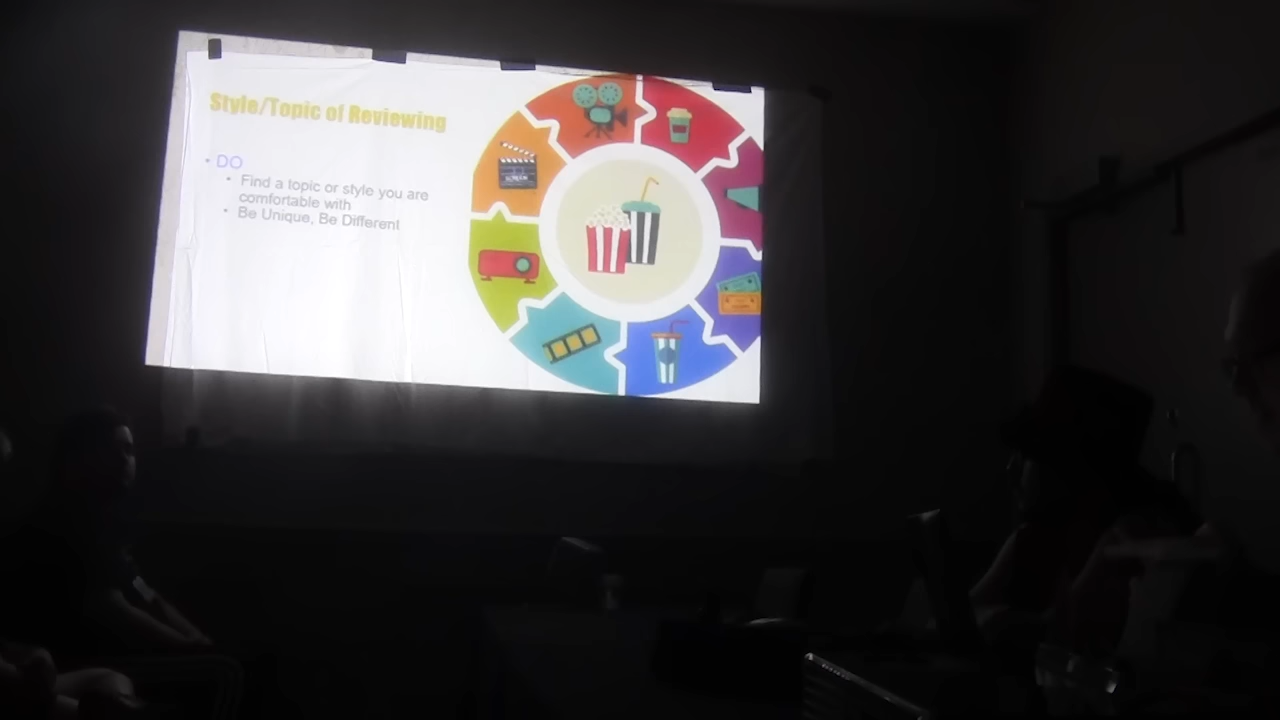 Style/Topic of Reviewing
• DO
• Find a topic or style you are
comfortable with
• Be Unique, Be Different